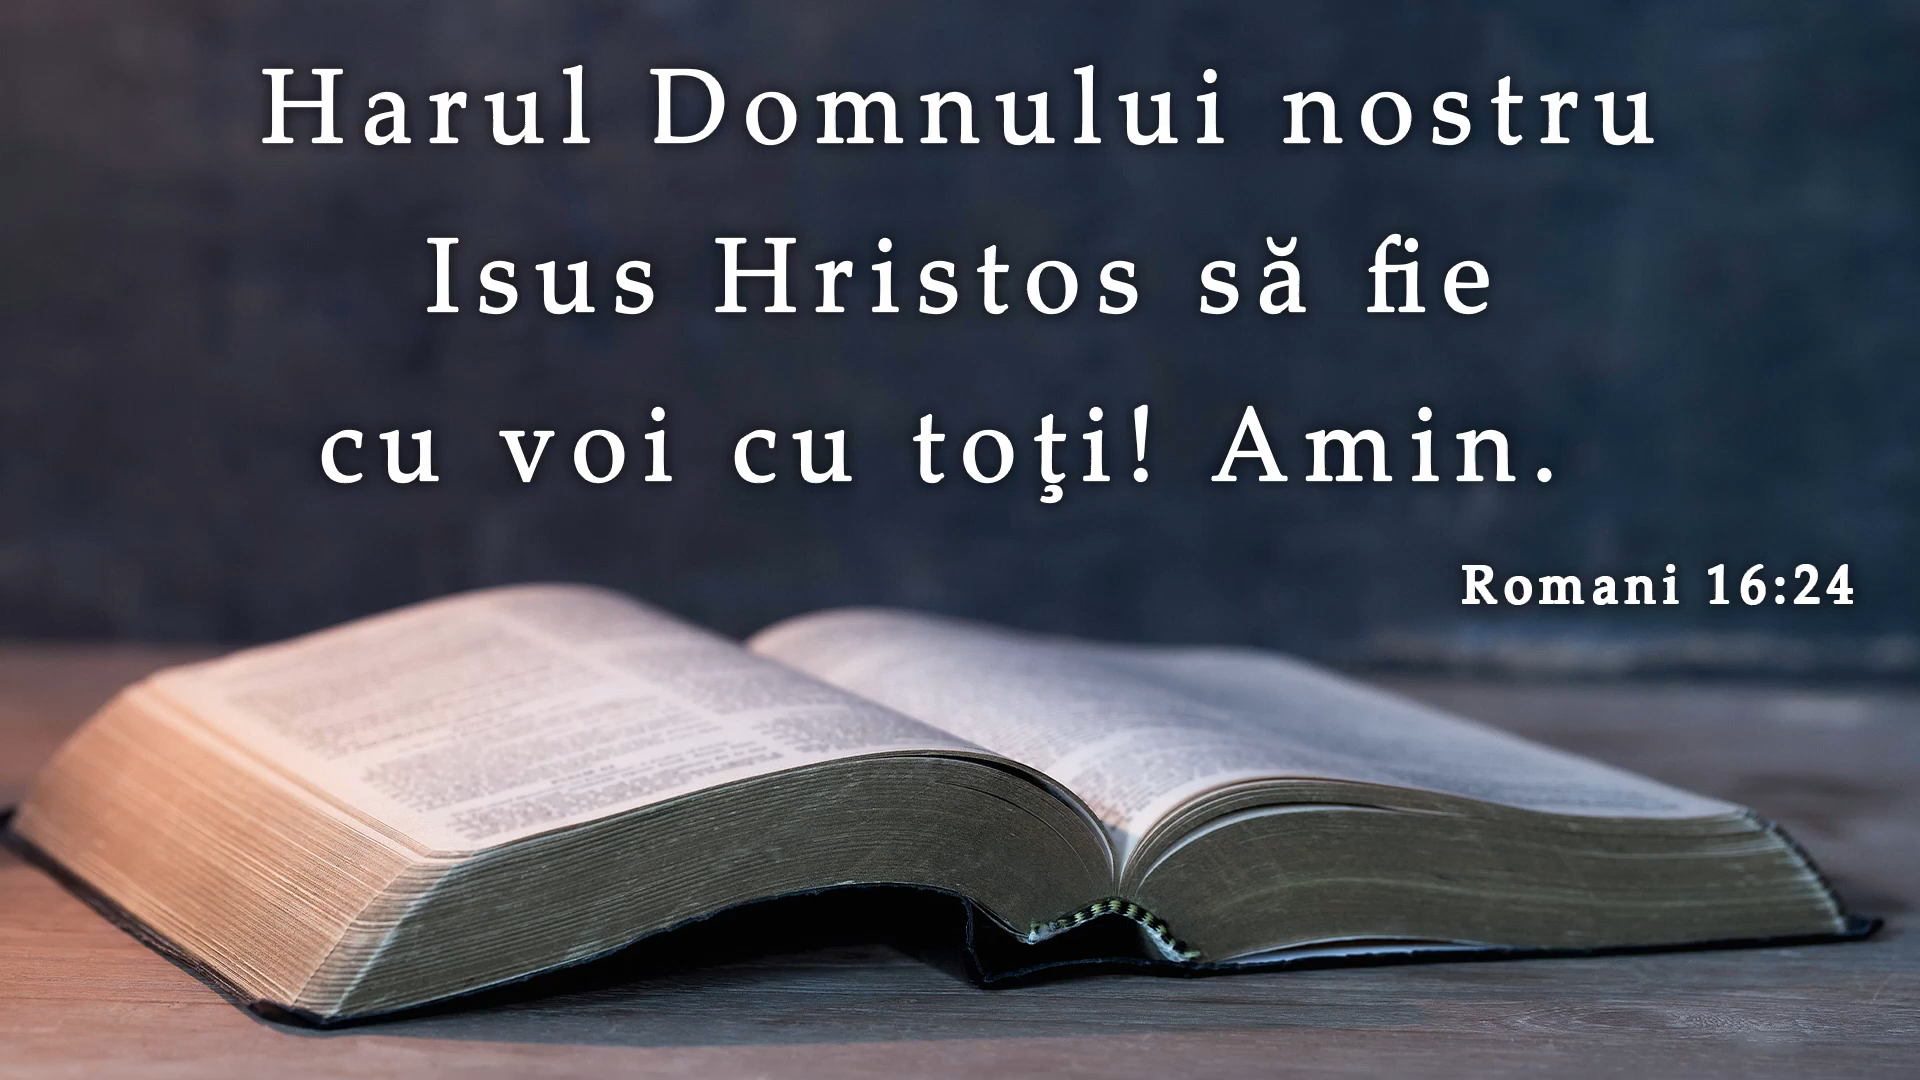 Harul Domnului nostru
Isus Hristos să fie
cu voi cu toţi! Amin.
Romani 16:24